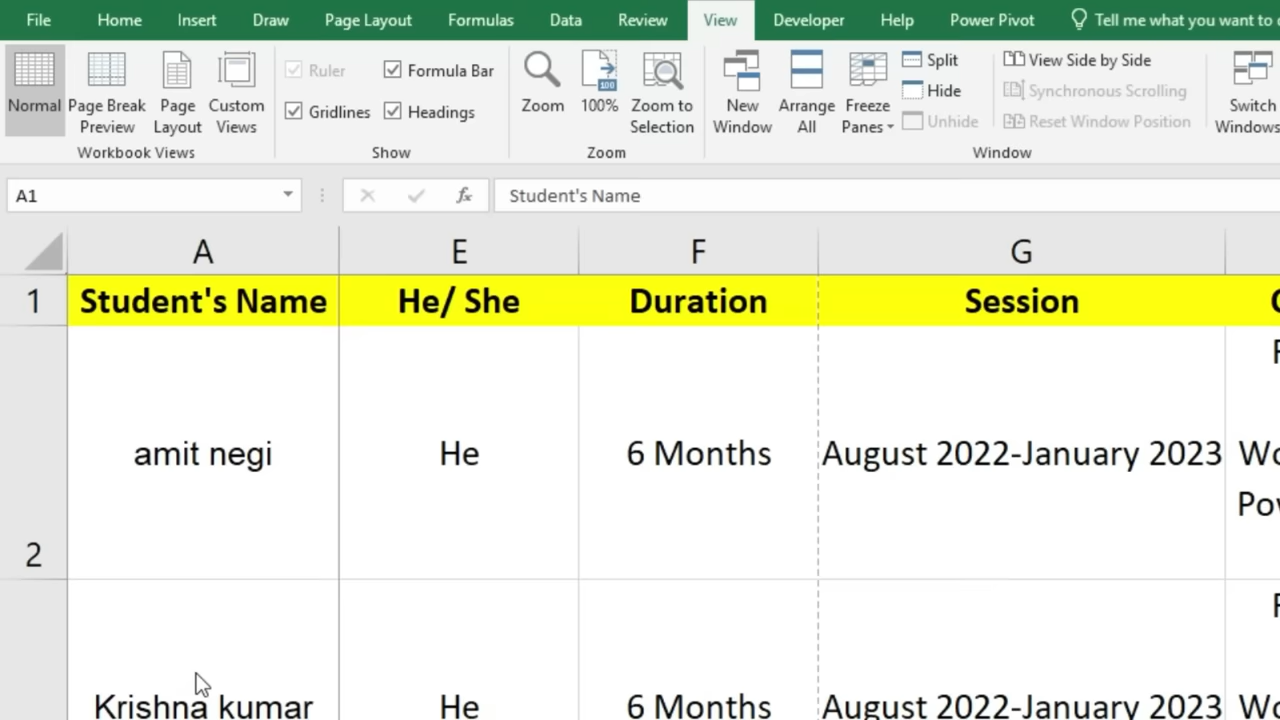 File Home Insert Draw Page Layout Formulas Data Review View Developer Help Power Pivot Tell me what you want to
Ruler Formula Bar Split View Side by Side
Hide Synchronous Scrolling
Normal Page Break Preview Page Layout Custom Views Gridlines Headings Zoom 100% Zoom to Selection New Window Arrange All Freeze Panes Unhide Reset Window Position Switch Windows
Workbook Views Show Zoom Window
A1 fx Student's Name
A E F G
1 Student's Name He/ She Duration Session
2 amit negi He 6 Months August 2022-January 2023
Krishna kumar He 6 Months August 2022-January 2023